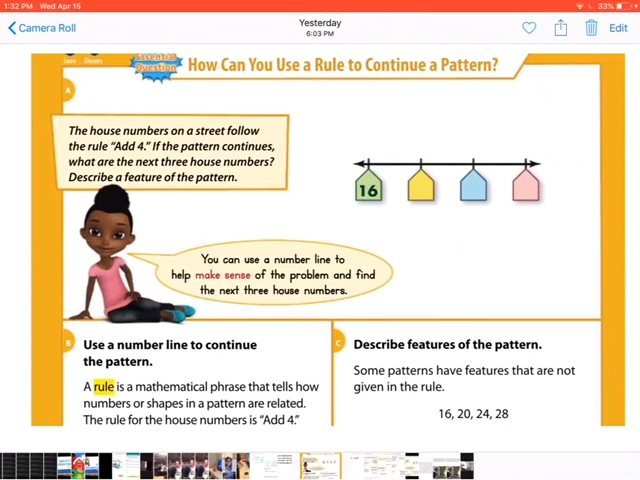 1:32 PM Wed Apr 15
33%
Camera Roll
Yesterday
6:03 PM
Edit
Essential
Question
How Can You Use a Rule to Continue a Pattern?
Glossary
A
The house numbers on a street follow
the rule “Add 4.” If the pattern continues,
what are the next three house numbers?
Describe a feature of the pattern.
16
You can use a number line to
help make sense of the problem and find
the next three house numbers.
B
Use a number line to continue
the pattern.
A rule is a mathematical phrase that tells how
numbers or shapes in a pattern are related.
The rule for the house numbers is “Add 4.”
C
Describe features of the pattern.
Some patterns have features that are not
given in the rule.
16, 20, 24, 28